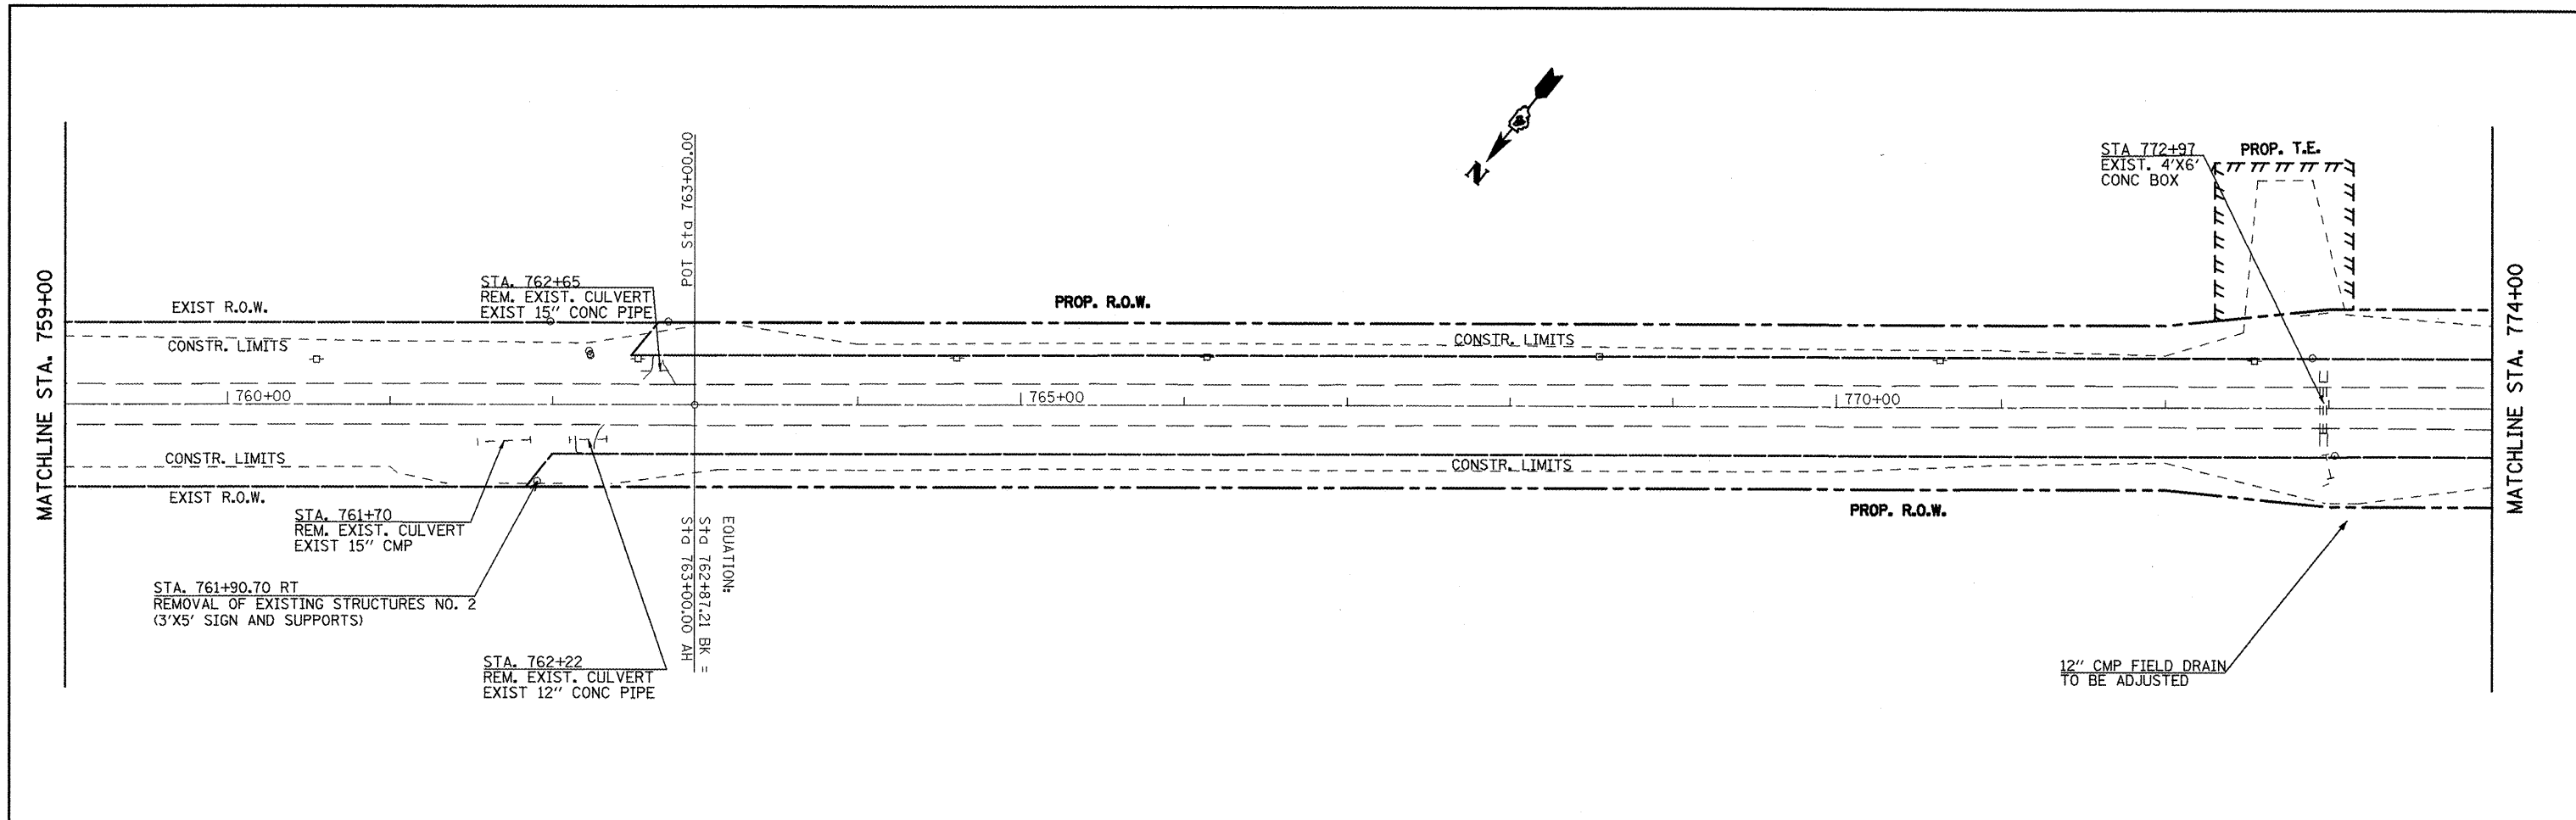 MATCHLINE STA. 759+00
EXIST R.O.W.
CONSTR. LIMITS
STA. 762+65
REM. EXIST. CULVERT
EXIST 15" CONC PIPE
POT Sta 763+00.00
PROP. R.O.W.
N
CONSTR. LIMITS
STA 772+97
EXIST. 4'X6'
CONC BOX
PROP. T.E.
MATCHLINE STA. 774+00
760+00
765+00
770+00
CONSTR. LIMITS
EXIST R.O.W.
CONSTR. LIMITS
PROP. R.O.W.
STA. 761+70
REM. EXIST. CULVERT
EXIST 15" CMP
STA. 761+90.70 RT
REMOVAL OF EXISTING STRUCTURES NO. 2
(3'X5' SIGN AND SUPPORTS)
STA. 762+22
REM. EXIST. CULVERT
EXIST 12" CONC PIPE
EQUATION:
Sta 762+87.21 BK =
Sta 763+00.00 AH
12" CMP FIELD DRAIN
TO BE ADJUSTED